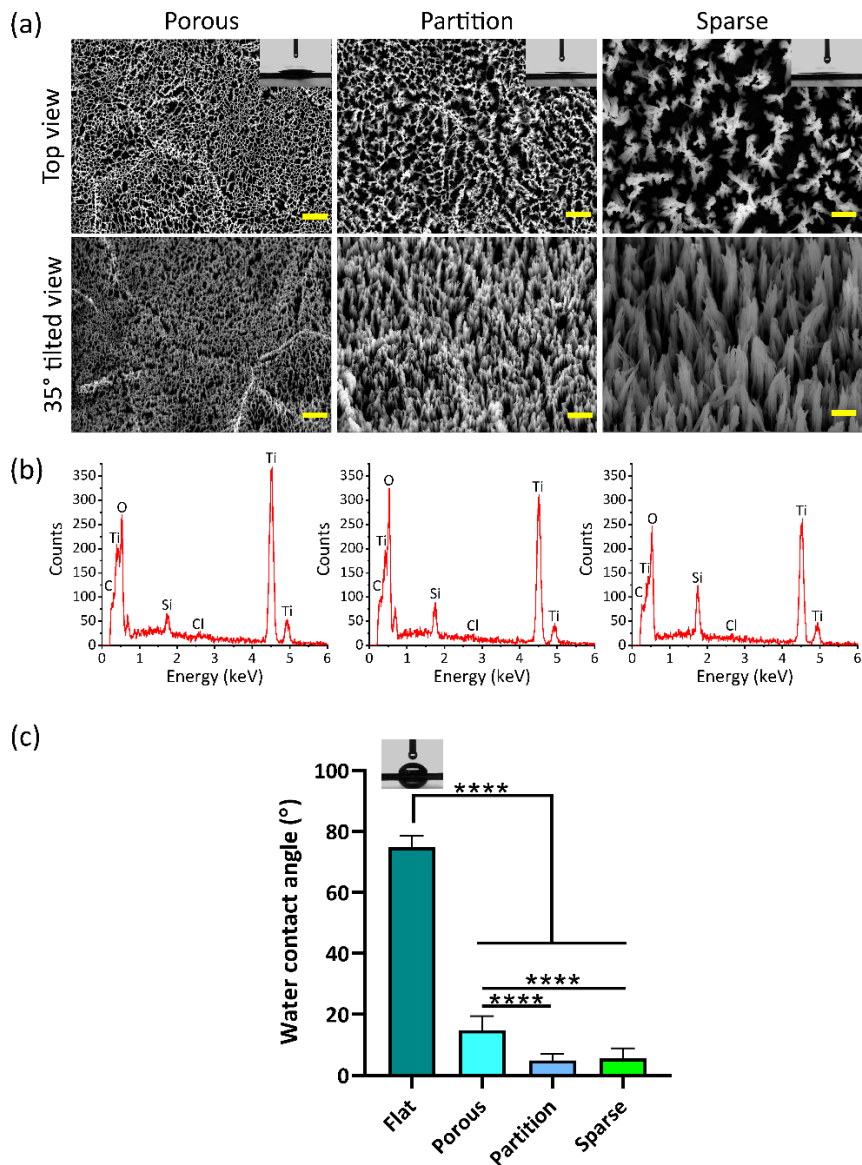 (a)
Porous
Partition
Sparse
Top view
35° tilted view
(b)
350
300
250
200
150
100
50
0
Counts
C
Ti
O
Si
Cl
Ti
Ti
0 1 2 3 4 5 6
Energy (keV)
350
300
250
200
150
100
50
0
Counts
C
Ti
O
Si
Cl
Ti
Ti
0 1 2 3 4 5 6
Energy (keV)
350
300
250
200
150
100
50
0
Counts
C
Ti
O
Si
Cl
Ti
Ti
0 1 2 3 4 5 6
Energy (keV)
(c)
Water contact angle (°)
100
80
60
40
20
0
****
****
****
Flat
Porous
Partition
Sparse